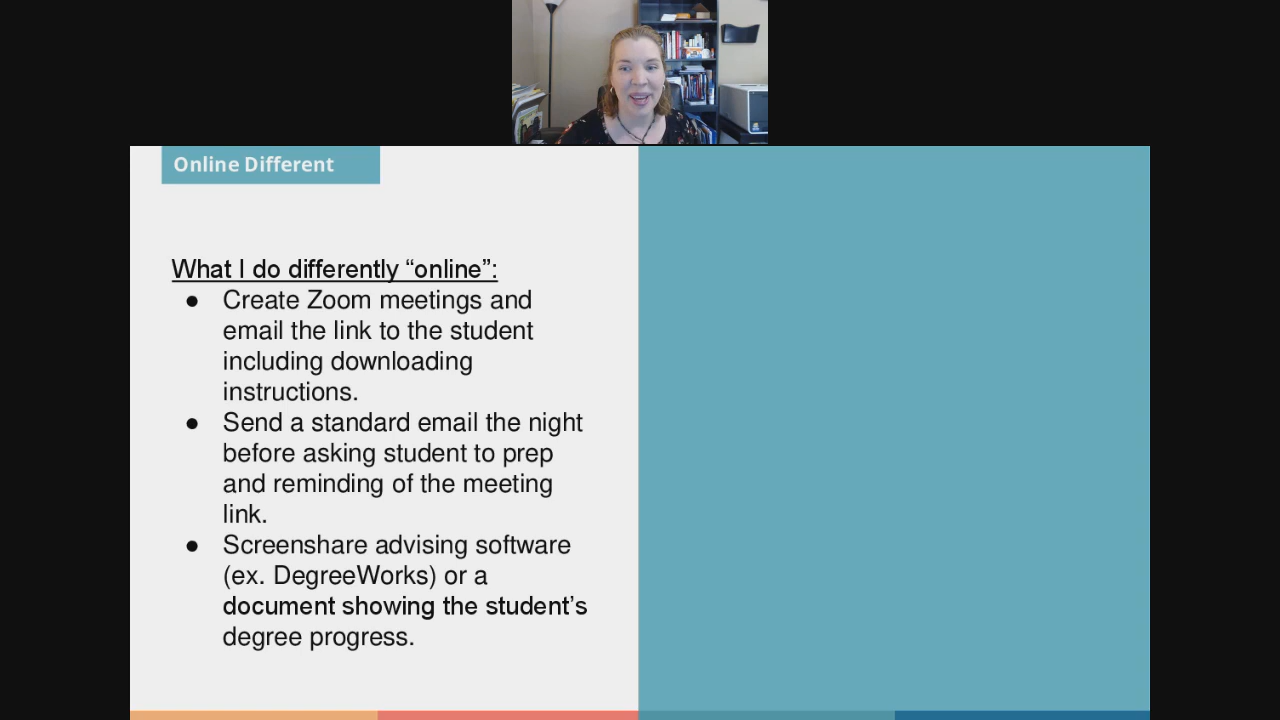 Online Different
What I do differently “online”:
● Create Zoom meetings and
email the link to the student
including downloading
instructions.
● Send a standard email the night
before asking student to prep
and reminding of the meeting
link.
● Screenshare advising software
(ex. DegreeWorks) or a
document showing the student’s
degree progress.